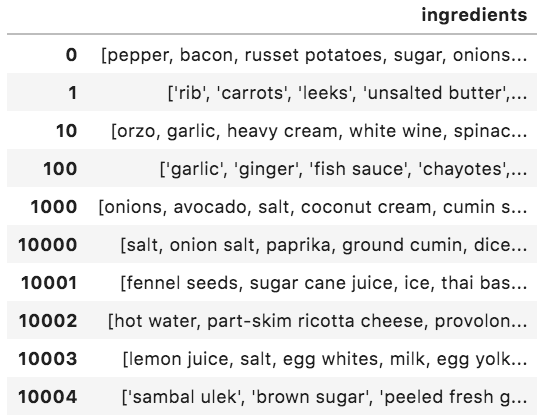 ingredients
0 [pepper, bacon, russet potatoes, sugar, onions...
1 ['rib', 'carrots', 'leeks', 'unsalted butter',...
10 [orzo, garlic, heavy cream, white wine, spinac...
100 ['garlic', 'ginger', 'fish sauce', 'chayotes',...
1000 [onions, avocado, salt, coconut cream, cumin s...
10000 [salt, onion salt, paprika, ground cumin, dice...
10001 [fennel seeds, sugar cane juice, ice, thai bas...
10002 [hot water, part-skim ricotta cheese, provolon...
10003 [lemon juice, salt, egg whites, milk, egg yolk...
10004 ['sambal ulek', 'brown sugar', 'peeled fresh g...